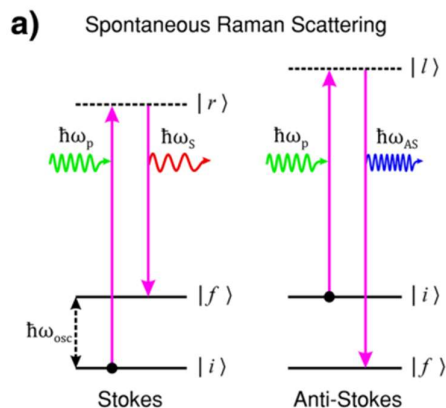 a) Spontaneous Raman Scattering
|l⟩
|r⟩
ħωp ħωS ħωp ħωAS
|f⟩ |i⟩
ħωosc
|i⟩ |f⟩
Stokes Anti-Stokes